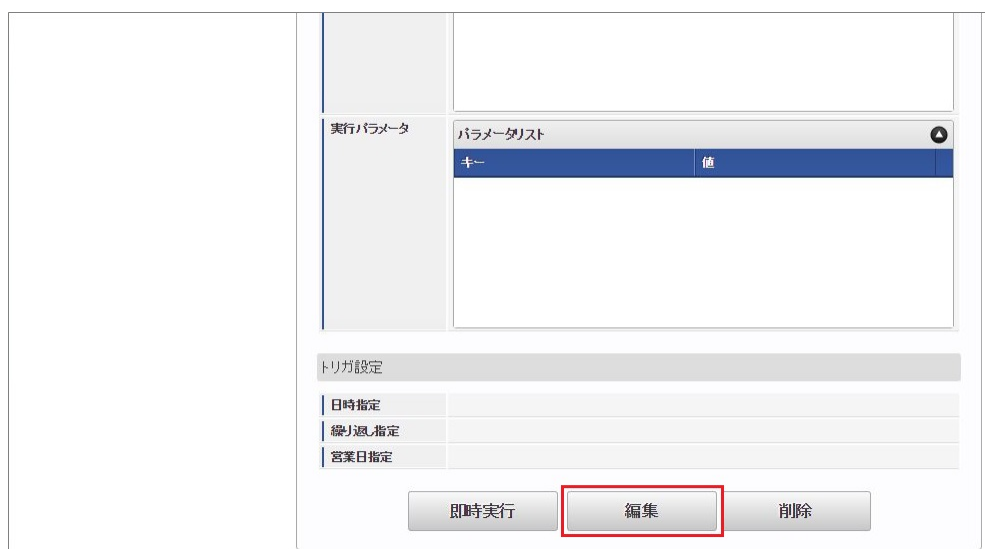 実行パラメータ
パラメータリスト
キー 値
トリガ設定
日時指定
繰り返し指定
営業日指定
即時実行 編集 削除